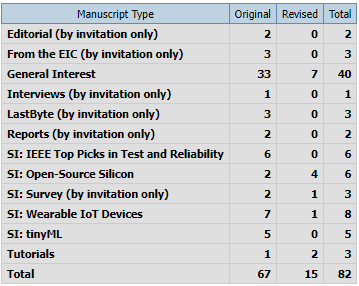 Manuscript Type Original Revised Total
Editorial (by invitation only) 2 0 2
From the EIC (by invitation only) 3 0 3
General Interest 33 7 40
Interviews (by invitation only) 1 0 1
LastByte (by invitation only) 3 0 3
Reports (by invitation only) 2 0 2
SI: IEEE Top Picks in Test and Reliability 6 0 6
SI: Open-Source Silicon 2 4 6
SI: Survey (by invitation only) 2 1 3
SI: Wearable IoT Devices 7 1 8
SI: tinyML 5 0 5
Tutorials 1 2 3
Total 67 15 82